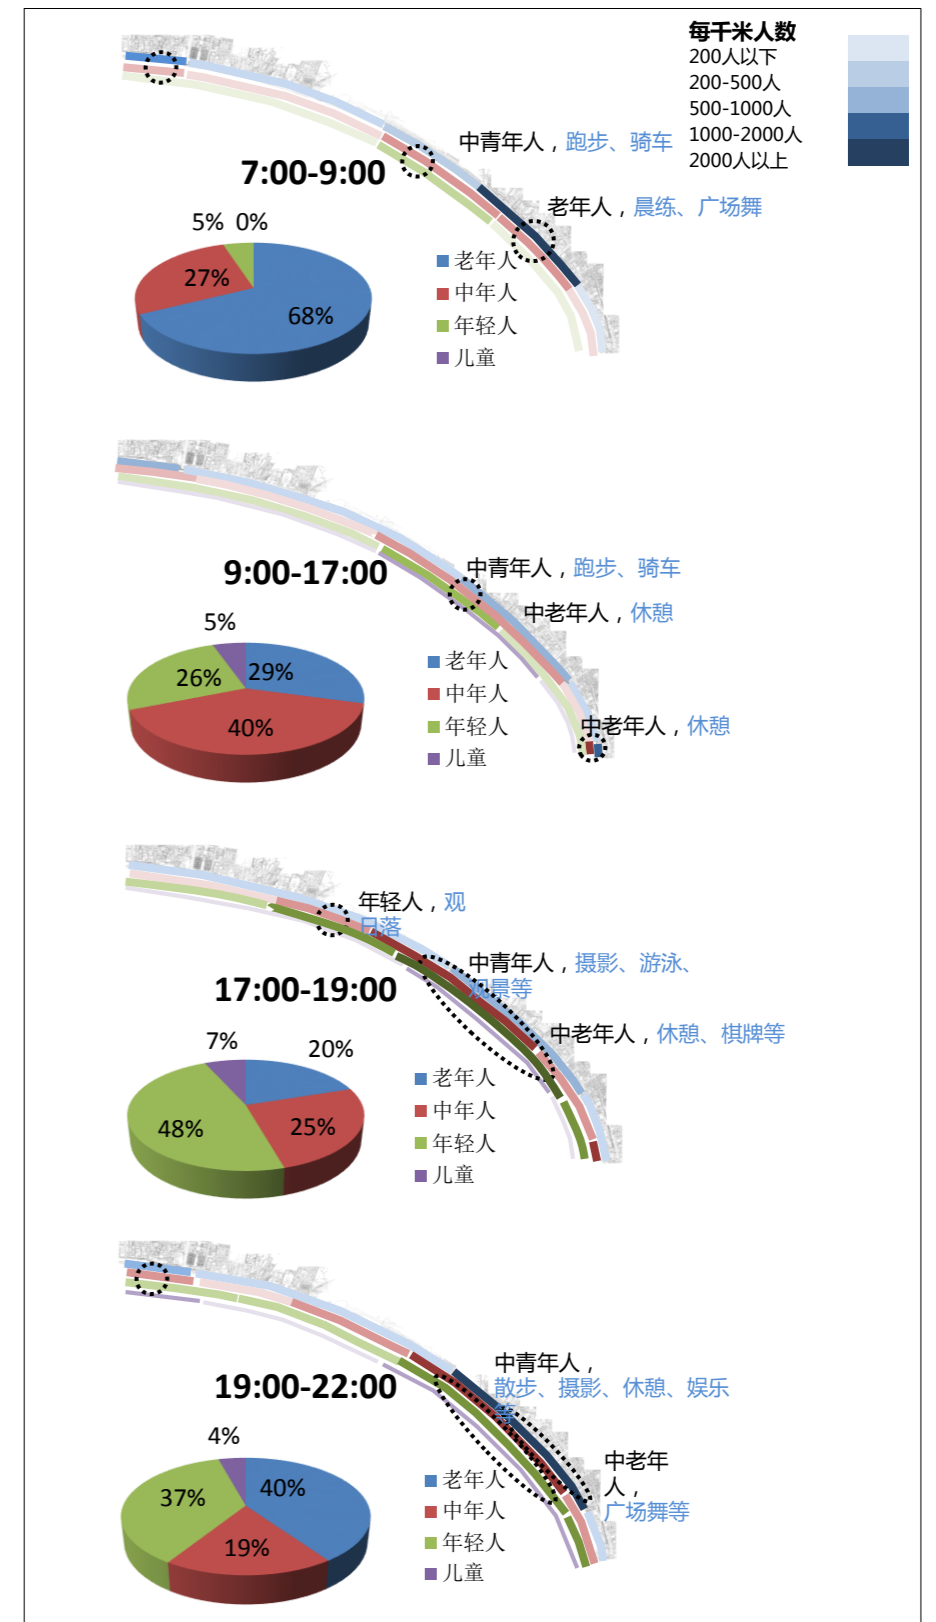 每千米人数
200人以下
200-500人
500-1000人
1000-2000人
2000人以上
中青年人，跑步、骑车
7:00-9:00
老年人，晨练、广场舞
5% 0%
27%
68%
老年人
中年人
年轻人
儿童
9:00-17:00
中青年人，跑步、骑车
中老年人，休憩
5%
26%
29%
40%
老年人
中年人
年轻人
儿童
中老年人，休憩
年轻人，观
日落
17:00-19:00
中青年人，摄影、游泳、
观景等
中老年人，休憩、棋牌等
7%
20%
48%
25%
老年人
中年人
年轻人
儿童
19:00-22:00
中青年人，
散步、摄影、休憩、娱乐
等
4%
40%
37%
19%
老年人
中年人
年轻人
儿童
中老年
人，
广场舞等